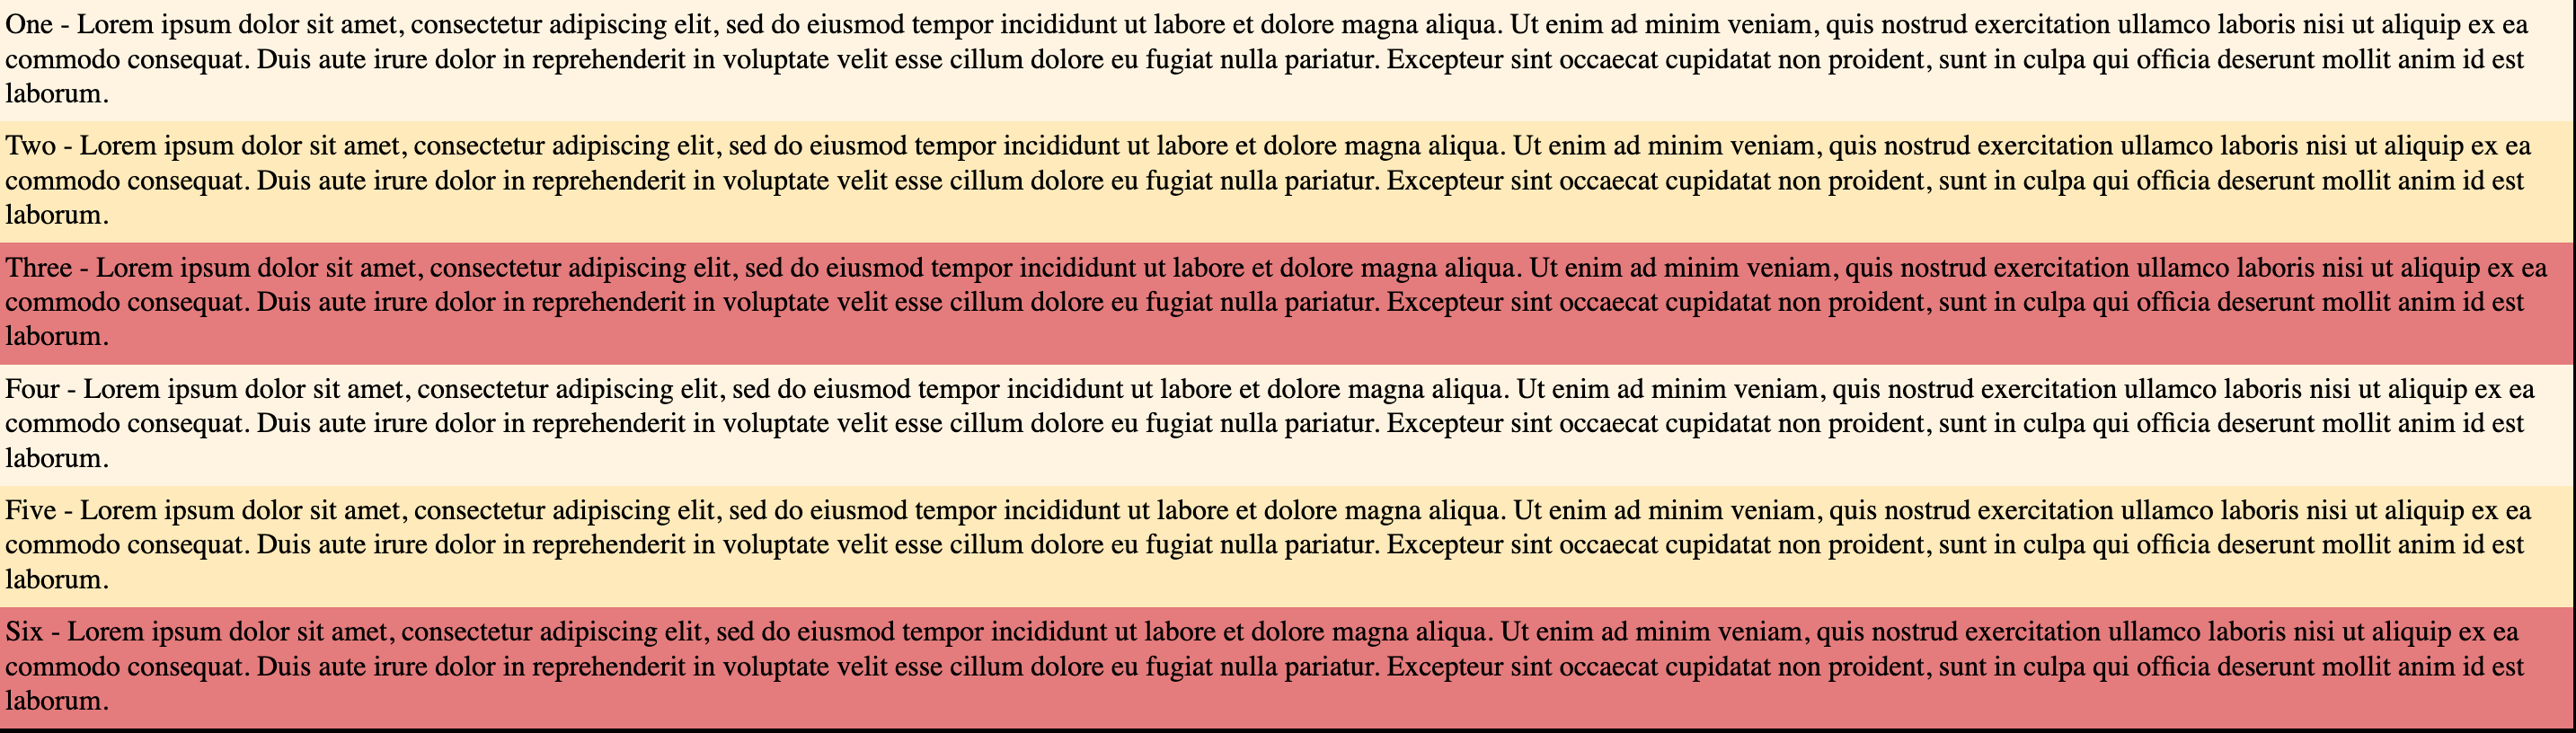 One - Lorem ipsum dolor sit amet, consectetur adipiscing elit, sed do eiusmod tempor incididunt ut labore et dolore magna aliqua. Ut enim ad minim veniam, quis nostrud exercitation ullamco laboris nisi ut aliquip ex ea
commodo consequat. Duis aute irure dolor in reprehenderit in voluptate velit esse cillum dolore eu fugiat nulla pariatur. Excepteur sint occaecat cupidatat non proident, sunt in culpa qui officia deserunt mollit anim id est
laborum.
Two - Lorem ipsum dolor sit amet, consectetur adipiscing elit, sed do eiusmod tempor incididunt ut labore et dolore magna aliqua. Ut enim ad minim veniam, quis nostrud exercitation ullamco laboris nisi ut aliquip ex ea
commodo consequat. Duis aute irure dolor in reprehenderit in voluptate velit esse cillum dolore eu fugiat nulla pariatur. Excepteur sint occaecat cupidatat non proident, sunt in culpa qui officia deserunt mollit anim id est
laborum.
Three - Lorem ipsum dolor sit amet, consectetur adipiscing elit, sed do eiusmod tempor incididunt ut labore et dolore magna aliqua. Ut enim ad minim veniam, quis nostrud exercitation ullamco laboris nisi ut aliquip ex ea
commodo consequat. Duis aute irure dolor in reprehenderit in voluptate velit esse cillum dolore eu fugiat nulla pariatur. Excepteur sint occaecat cupidatat non proident, sunt in culpa qui officia deserunt mollit anim id est
laborum.
Four - Lorem ipsum dolor sit amet, consectetur adipiscing elit, sed do eiusmod tempor incididunt ut labore et dolore magna aliqua. Ut enim ad minim veniam, quis nostrud exercitation ullamco laboris nisi ut aliquip ex ea
commodo consequat. Duis aute irure dolor in reprehenderit in voluptate velit esse cillum dolore eu fugiat nulla pariatur. Excepteur sint occaecat cupidatat non proident, sunt in culpa qui officia deserunt mollit anim id est
laborum.
Five - Lorem ipsum dolor sit amet, consectetur adipiscing elit, sed do eiusmod tempor incididunt ut labore et dolore magna aliqua. Ut enim ad minim veniam, quis nostrud exercitation ullamco laboris nisi ut aliquip ex ea
commodo consequat. Duis aute irure dolor in reprehenderit in voluptate velit esse cillum dolore eu fugiat nulla pariatur. Excepteur sint occaecat cupidatat non proident, sunt in culpa qui officia deserunt mollit anim id est
laborum.
Six - Lorem ipsum dolor sit amet, consectetur adipiscing elit, sed do eiusmod tempor incididunt ut labore et dolore magna aliqua. Ut enim ad minim veniam, quis nostrud exercitation ullamco laboris nisi ut aliquip ex ea
commodo consequat. Duis aute irure dolor in reprehenderit in voluptate velit esse cillum dolore eu fugiat nulla pariatur. Excepteur sint occaecat cupidatat non proident, sunt in culpa qui officia deserunt mollit anim id est
laborum.